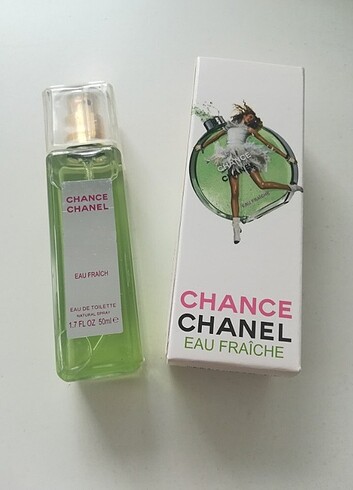 CHANCE
CHANEL
EAU FRAICH
EAU DE TOILETTE
NATURAL SPRAY
1.7 FL OZ 50ml e
CHANCE
CHANEL
EAU FRAÎCHE
CHANCE
CHANEL
EAU FRAÎCHE